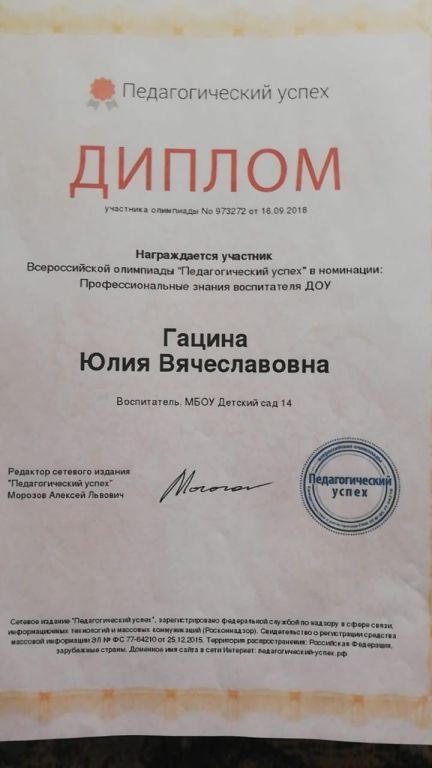 Педагогический успех
ДИПЛОМ
участника олимпиады No 973272 от 16.09.2018
Награждается участник
Всероссийской олимпиады "Педагогический успех" в номинации:
Профессиональные знания воспитателя ДОУ
Гацина
Юлия Вячеславовна
Воспитатель, МБОУ Детский сад 14
Редактор сетевого издания
"Педагогический успех"
Морозов Алексей Львович
Педагогический
успех
Сетевое издание "Педагогический успех", зарегистрировано федеральной службой по надзору в сфере связи,
информационных технологий и массовых коммуникаций (Роскомнадзор). Свидетельство о регистрации средства
массовой информации ЭЛ № ФС 77-64210 от 25.12.2015. Территория распространения: Российская Федерация,
зарубежные страны. Доменное имя сайта в сети Интернет: педагогический-успех.рф